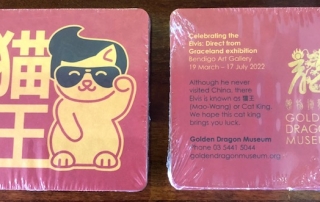 猫
王
Celebrating the
Elvis: Direct from
Graceland exhibition
Bendigo Art Gallery
19 March – 17 July 2022
Although he never
visited China, there
Elvis is known as 猫王
(Mao-Wang) or Cat King.
We hope this cat king
brings you luck.
Golden Dragon Museum
Phone 03 5441 5044
goldendragonmuseum.org
GOLD
DRAG
MUSEU